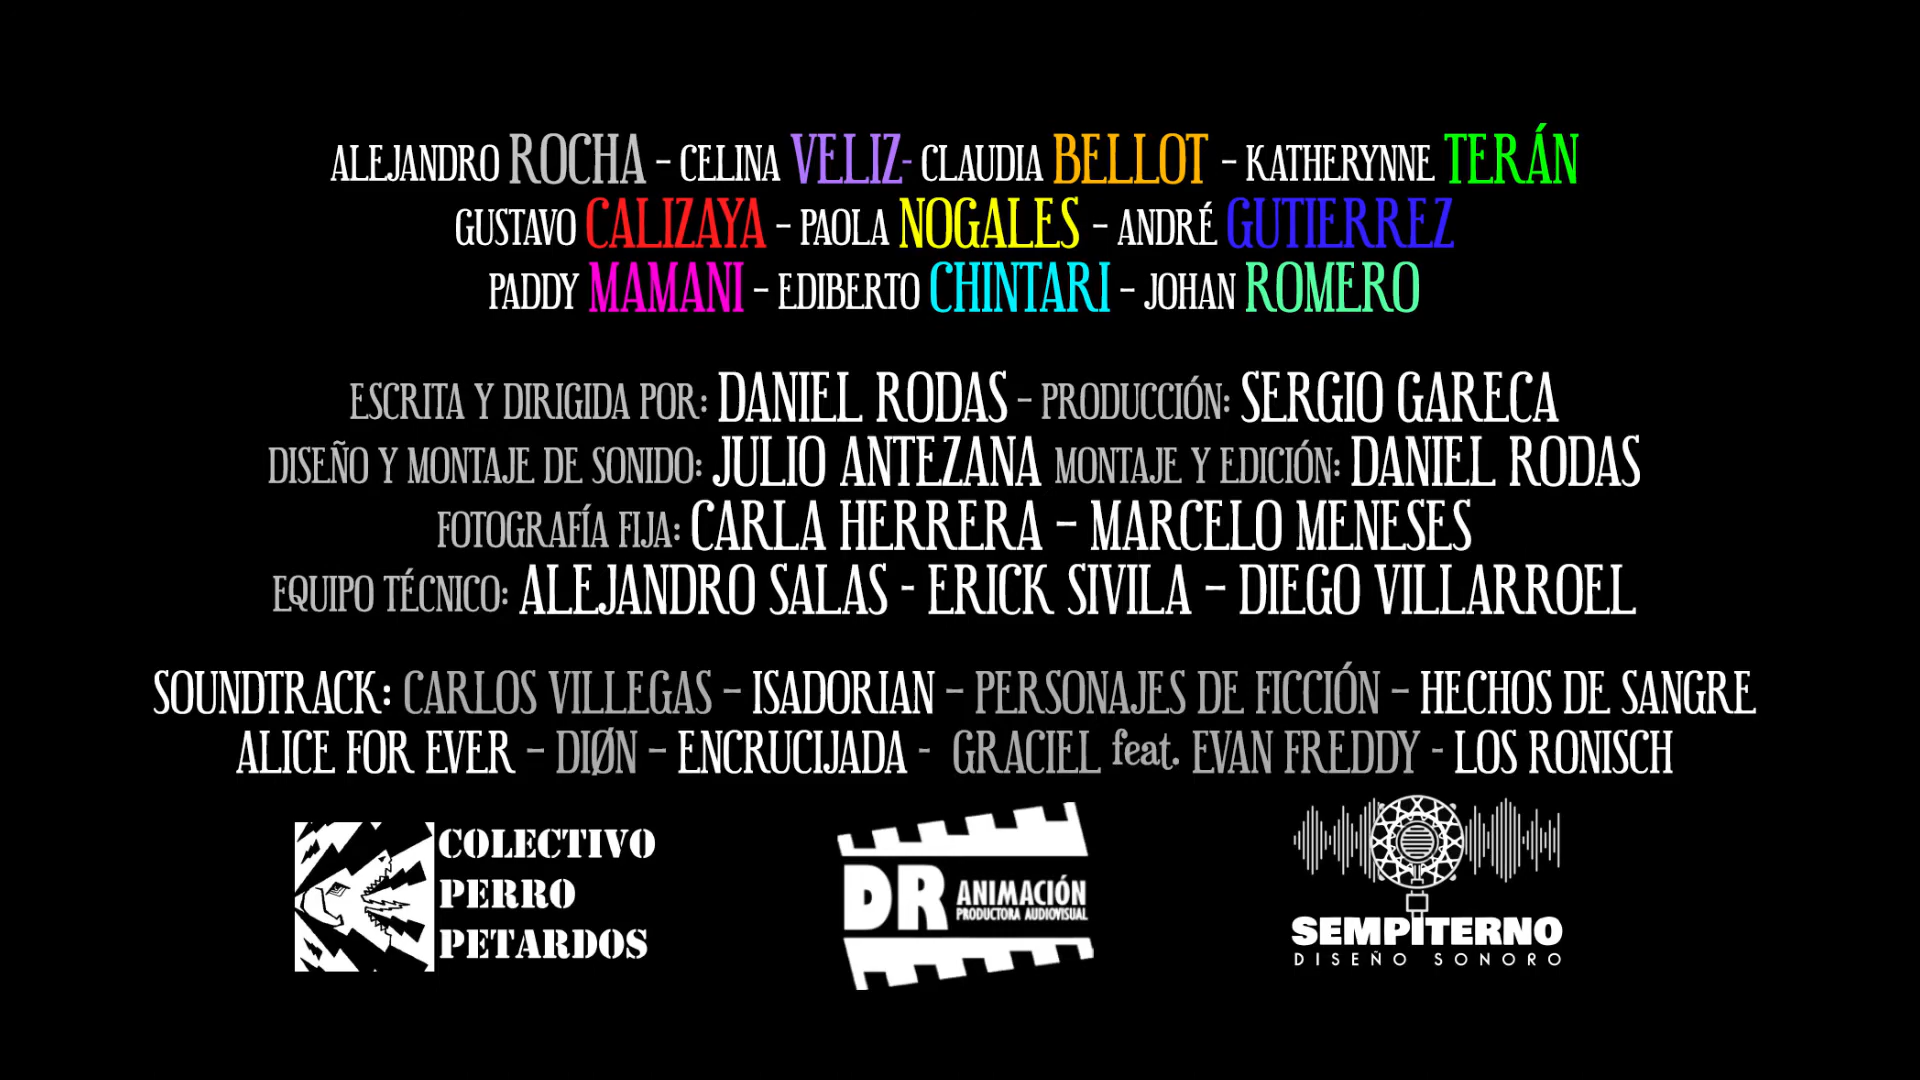 ALEJANDRO ROCHA – CELINA VELIZ- CLAUDIA BELLOT – KATHERYNNE TERÁN
GUSTAVO CALIZAYA – PAOLA NOGALES – ANDRÉ GUTIERREZ
PADDY MAMANI – EDIBERTO CHINTARI – JOHAN ROMERO
ESCRITA Y DIRIGIDA POR: DANIEL RODAS – PRODUCCIÓN: SERGIO GARECA
DISEÑO Y MONTAJE DE SONIDO: JULIO ANTEZANA MONTAJE Y EDICIÓN: DANIEL RODAS
FOTOGRAFÍA FIJA: CARLA HERRERA – MARCELO MENESES
EQUIPO TÉCNICO: ALEJANDRO SALAS - ERICK SIVILA – DIEGO VILLARROEL
SOUNDTRACK: CARLOS VILLEGAS – ISADORIAN – PERSONAJES DE FICCIÓN – HECHOS DE SANGRE
ALICE FOR EVER – DIØN – ENCRUCIJADA - GRACIEL feat. EVAN FREDDY - LOS RONISCH
COLECTIVO
PERRO
PETARDOS
DR ANIMACIÓN
PRODUCTORA AUDIOVISUAL
SEMPITERNO
DISEÑO SONORO